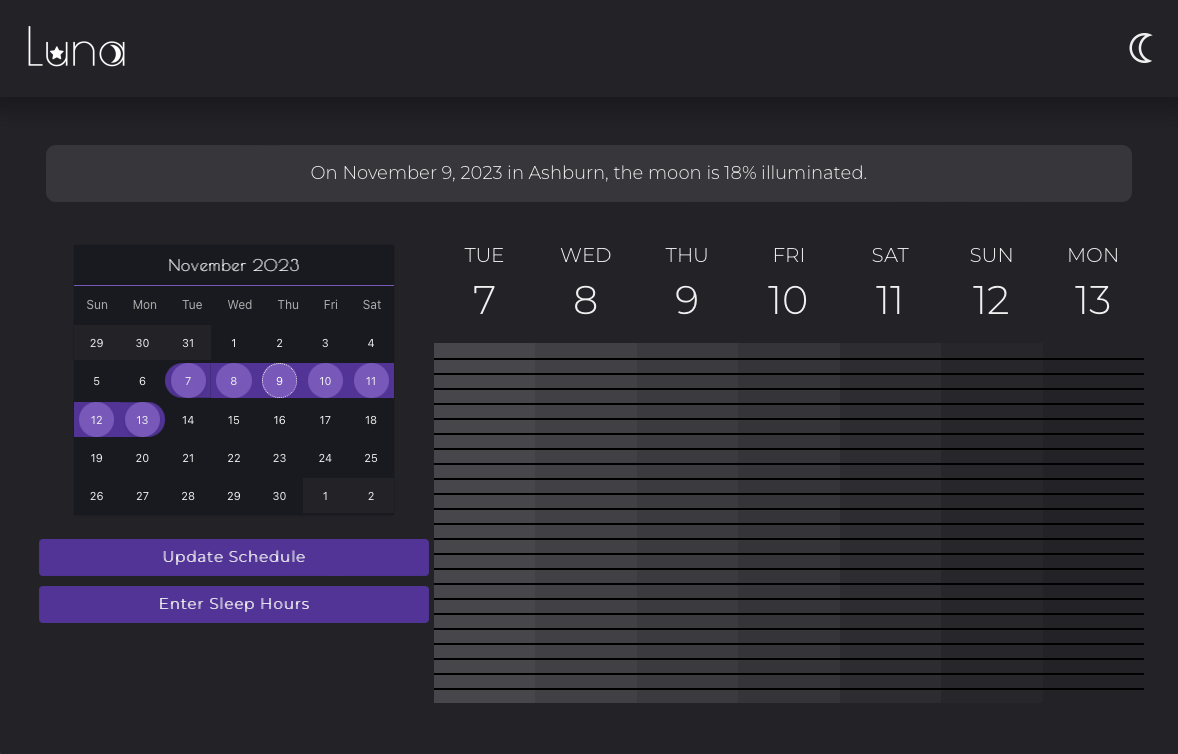 Luna
On November 9, 2023 in Ashburn, the moon is 18% illuminated.
November 2023
Sun Mon Tue Wed Thu Fri Sat
29 30 31 1 2 3 4
5 6 7 8 9 10 11
12 13 14 15 16 17 18
19 20 21 22 23 24 25
26 27 28 29 30 1 2
Update Schedule
Enter Sleep Hours
TUE WED THU FRI SAT SUN MON
7 8 9 10 11 12 13